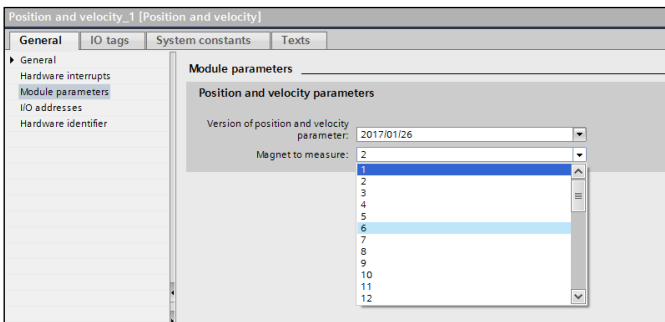 Position and velocity_1 [Position and velocity]
General IO tags System constants Texts
General
Hardware interrupts
Module parameters
I/O addresses
Hardware identifier
Module parameters
Position and velocity parameters
Version of position and velocity
parameter: 2017/01/26
Magnet to measure: 2
1
2
3
4
5
6
7
8
9
10
11
12